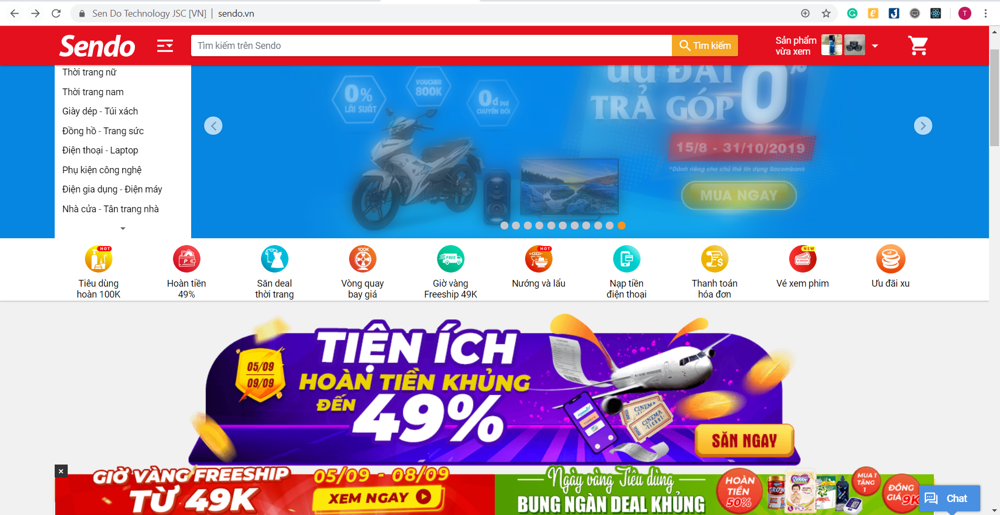 Sen Do Technology JSC [VN] | sendo.vn
T
Sendo
Tìm kiếm trên Sendo
Tìm kiếm
Sản phẩm
vừa xem
Thời trang nữ
Thời trang nam
Giày dép - Túi xách
Đồng hồ - Trang sức
Điện thoại - Laptop
Phụ kiện công nghệ
Điện gia dụng - Điện máy
Nhà cửa - Tân trang nhà
0%
LÃI SUẤT
VOUCHER
800K
0đ PHÍ
CHUYỂN ĐỔI
ƯU ĐÃI
TRẢ GÓP
0%
15/8 - 31/10/2019
*Dành riêng cho chủ thẻ tín dụng Sacombank
MUA NGAY
HOT
Tiêu dùng
hoàn 100K
Hoàn tiền
49%
Săn deal
thời trang
100K
Vòng quay
bay giá
FREE
Giờ vàng
Freeship 49K
HOT
Nướng và lẩu
Nạp tiền
điện thoại
Thanh toán
hóa đơn
NEW
Vé xem phim
Ưu đãi xu
05/09
09/09
TIỆN ÍCH
HOÀN TIỀN KHỦNG
ĐẾN
49%
CINEMA
CINEMA
Ticket
SĂN NGAY
GIỜ VÀNG FREESHIP
TỪ 49K
05/09 - 08/09
XEM NGAY
Ngày vàng Tiêu dùng
BUNG NGÀN DEAL KHỦNG
HOÀN
TIỀN
50%
GROW
Bobby
ARIEL
MUA 1
TẶNG
1
ĐỒNG
GIÁ 9K
Chat